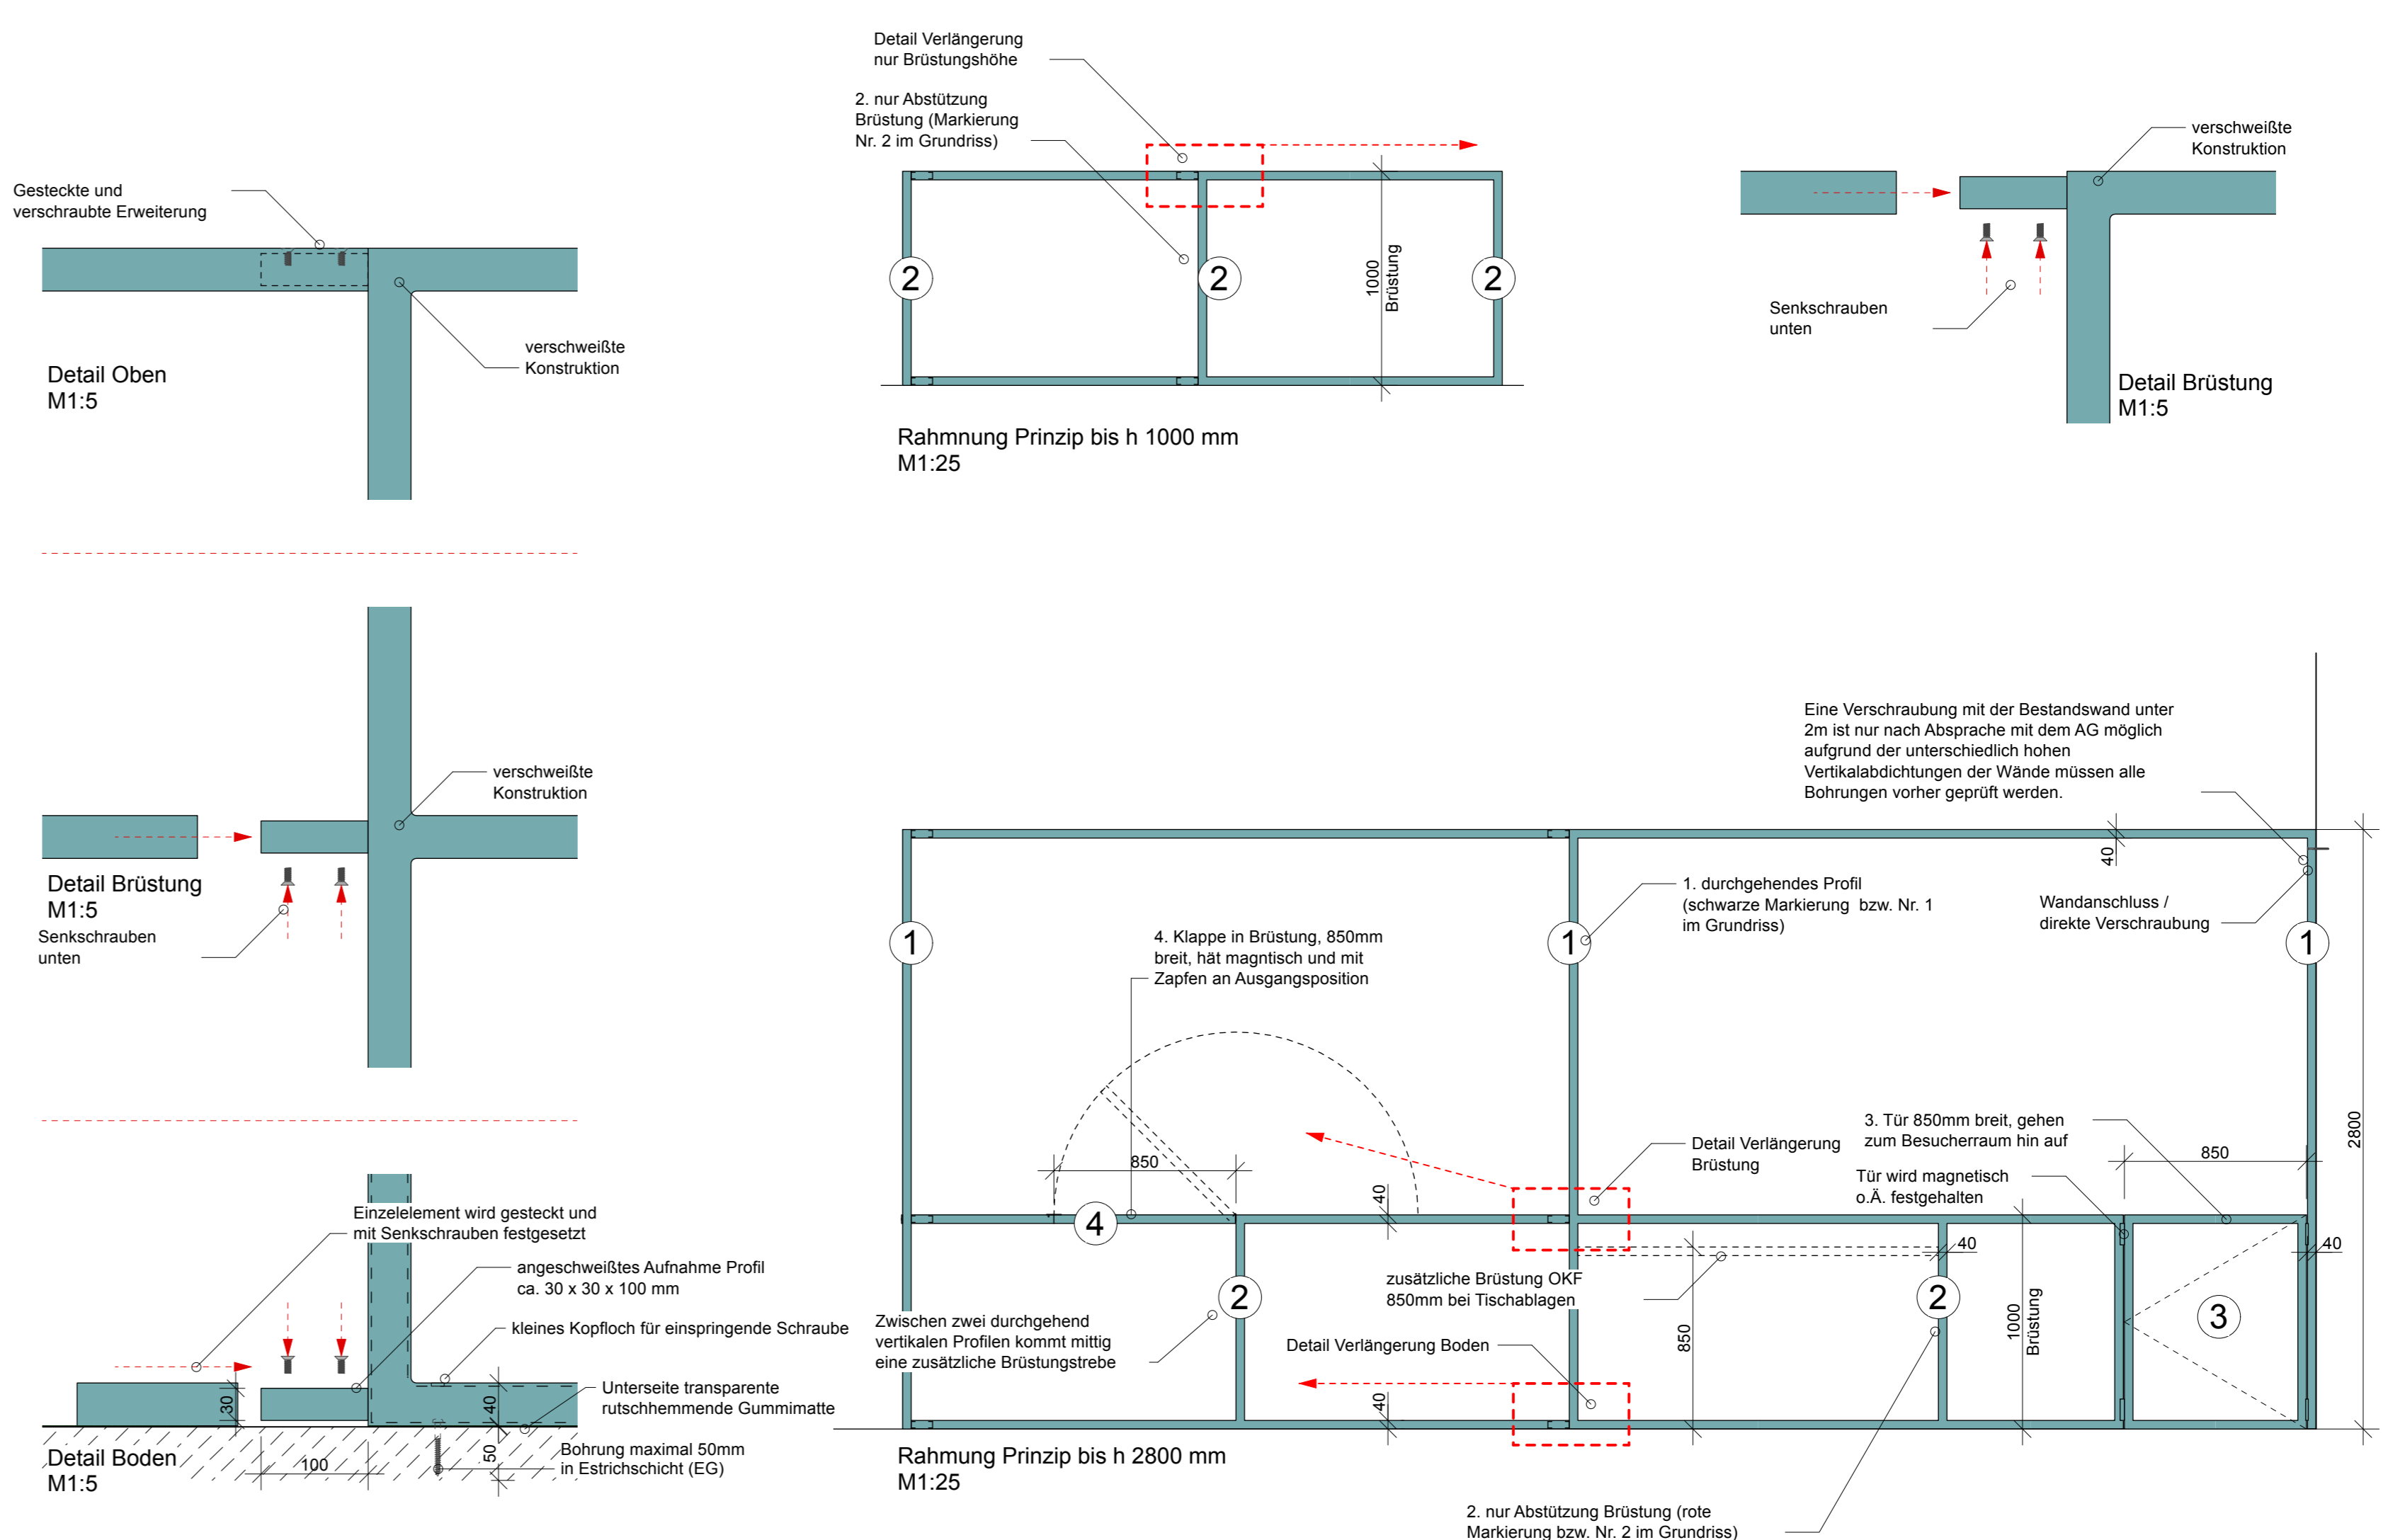 Detail Verlängerung
nur Brüstungshöhe
2. nur Abstützung
Brüstung (Markierung
Nr. 2 im Grundriss)
2
2
2
1000
Brüstung
Rahmnung Prinzip bis h 1000 mm
M1:25
Gesteckte und
verschraubte Erweiterung
verschweißte
Konstruktion
Detail Oben
M1:5
verschweißte
Konstruktion
Senkschrauben
unten
Detail Brüstung
M1:5
verschweißte
Konstruktion
Detail Brüstung
M1:5
Senkschrauben
unten
Einzelelement wird gesteckt und
mit Senkschrauben festgesetzt
angeschweißtes Aufnahme Profil
ca. 30 x 30 x 100 mm
kleines Kopfloch für einspringende Schraube
Unterseite transparente
rutschhemmende Gummimatte
Bohrung maximal 50mm
in Estrichschicht (EG)
30
40
50
100
Detail Boden
M1:5
Eine Verschraubung mit der Bestandswand unter
2m ist nur nach Absprache mit dem AG möglich
aufgrund der unterschiedlich hohen
Vertikalabdichtungen der Wände müssen alle
Bohrungen vorher geprüft werden.
40
1. durchgehendes Profil
(schwarze Markierung bzw. Nr. 1
im Grundriss)
Wandanschluss /
direkte Verschraubung
1
1
1
4. Klappe in Brüstung, 850mm
breit, hät magntisch und mit
Zapfen an Ausgangsposition
2800
3. Tür 850mm breit, gehen
zum Besucherraum hin auf
Detail Verlängerung
Brüstung
850
850
Tür wird magnetisch
o.Ä. festgehalten
40
4
40
40
zusätzliche Brüstung OKF
850mm bei Tischablagen
2
2
3
Zwischen zwei durchgehend
vertikalen Profilen kommt mittig
eine zusätzliche Brüstungstrebe
Detail Verlängerung Boden
850
1000
Brüstung
40
Rahmung Prinzip bis h 2800 mm
M1:25
2. nur Abstützung Brüstung (rote
Markierung bzw. Nr. 2 im Grundriss)